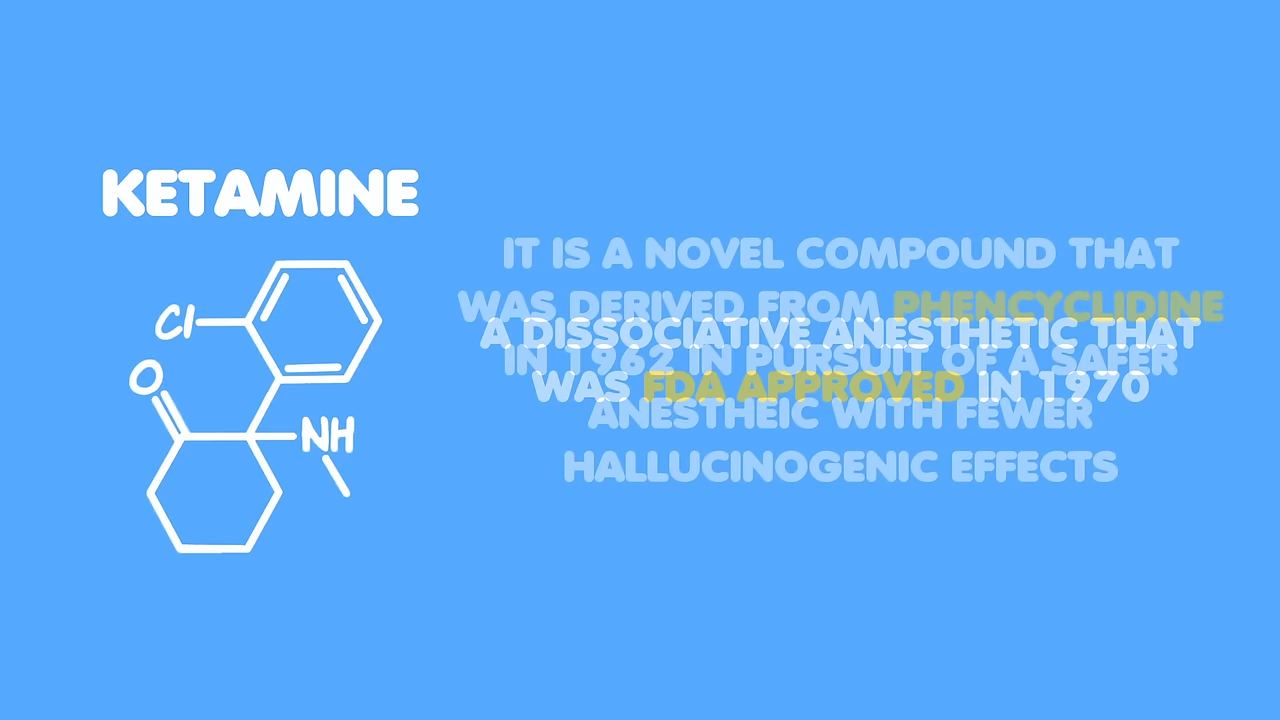 KETAMINE
Cl
O
NH
IT IS A NOVEL COMPOUND THAT
WAS DERIVED FROM PHENCYCLIDINE
IN 1962 IN PURSUIT OF A SAFER
ANESTHEIC WITH FEWER
HALLUCINOGENIC EFFECTS
A DISSOCIATIVE ANESTHETIC THAT
WAS FDA APPROVED IN 1970